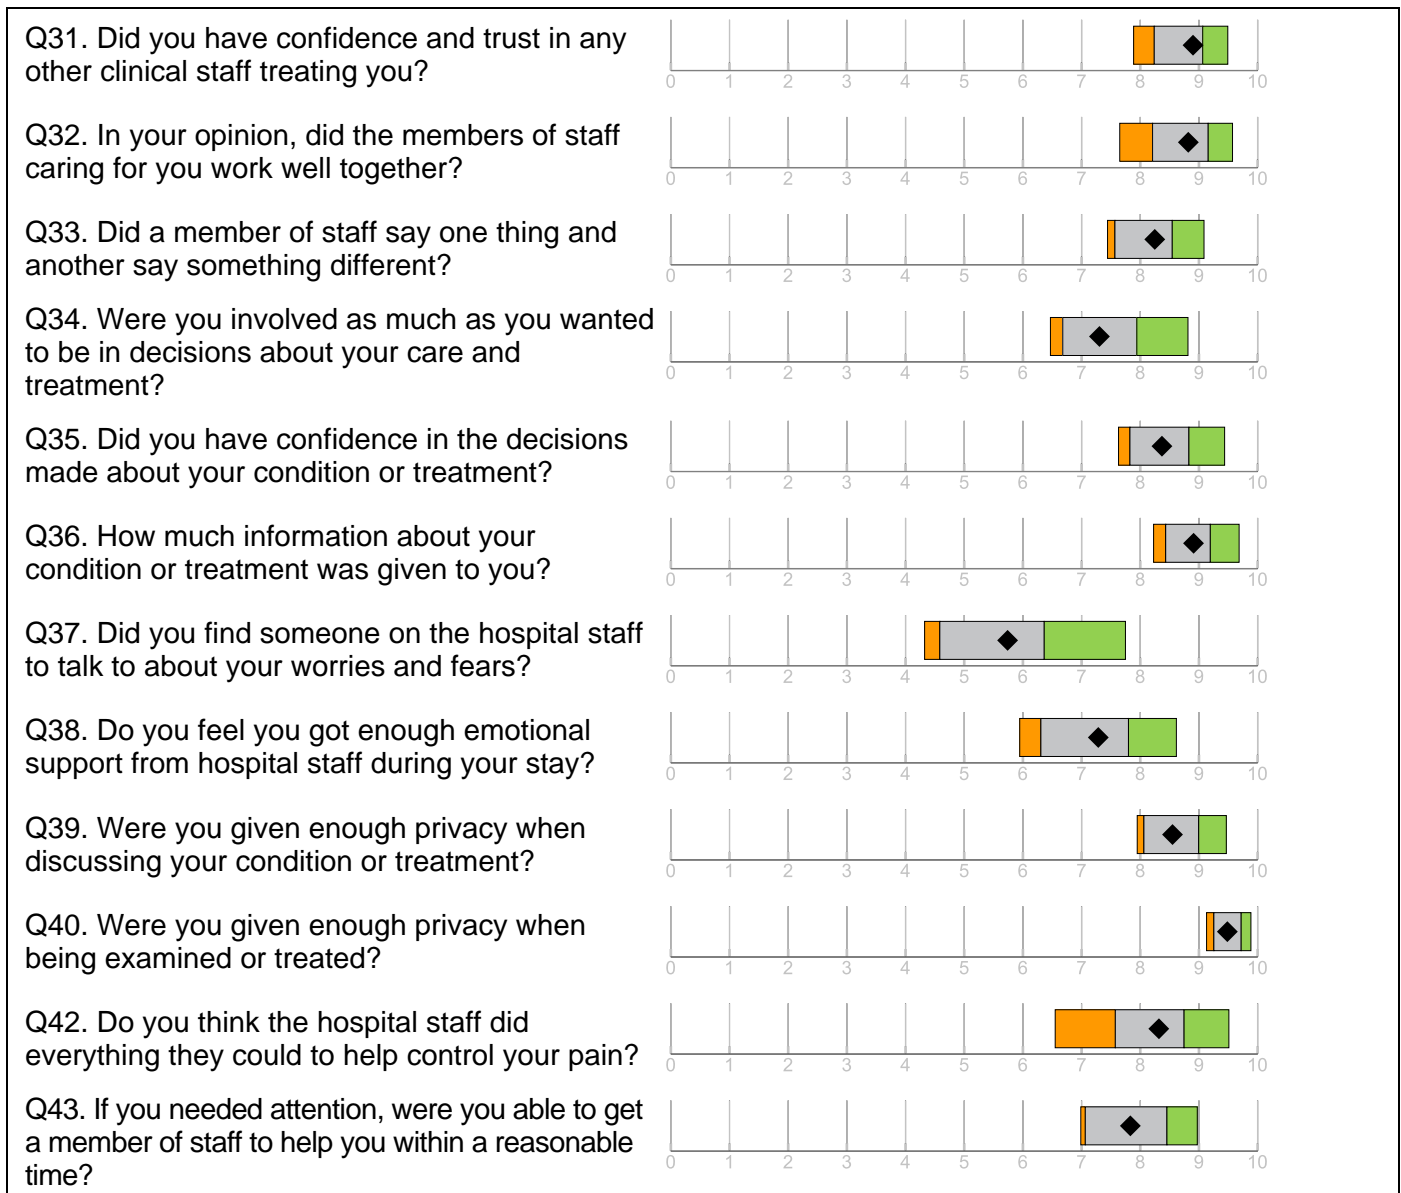 Q31. Did you have confidence and trust in any
other clinical staff treating you?
0 1 2 3 4 5 6 7 8 9 10
Q32. In your opinion, did the members of staff
caring for you work well together?
0 1 2 3 4 5 6 7 8 9 10
Q33. Did a member of staff say one thing and
another say something different?
0 1 2 3 4 5 6 7 8 9 10
Q34. Were you involved as much as you wanted
to be in decisions about your care and
treatment?
0 1 2 3 4 5 6 7 8 9 10
Q35. Did you have confidence in the decisions
made about your condition or treatment?
0 1 2 3 4 5 6 7 8 9 10
Q36. How much information about your
condition or treatment was given to you?
0 1 2 3 4 5 6 7 8 9 10
Q37. Did you find someone on the hospital staff
to talk to about your worries and fears?
0 1 2 3 4 5 6 7 8 9 10
Q38. Do you feel you got enough emotional
support from hospital staff during your stay?
0 1 2 3 4 5 6 7 8 9 10
Q39. Were you given enough privacy when
discussing your condition or treatment?
0 1 2 3 4 5 6 7 8 9 10
Q40. Were you given enough privacy when
being examined or treated?
0 1 2 3 4 5 6 7 8 9 10
Q42. Do you think the hospital staff did
everything they could to help control your pain?
0 1 2 3 4 5 6 7 8 9 10
Q43. If you needed attention, were you able to get
a member of staff to help you within a reasonable
time?
0 1 2 3 4 5 6 7 8 9 10